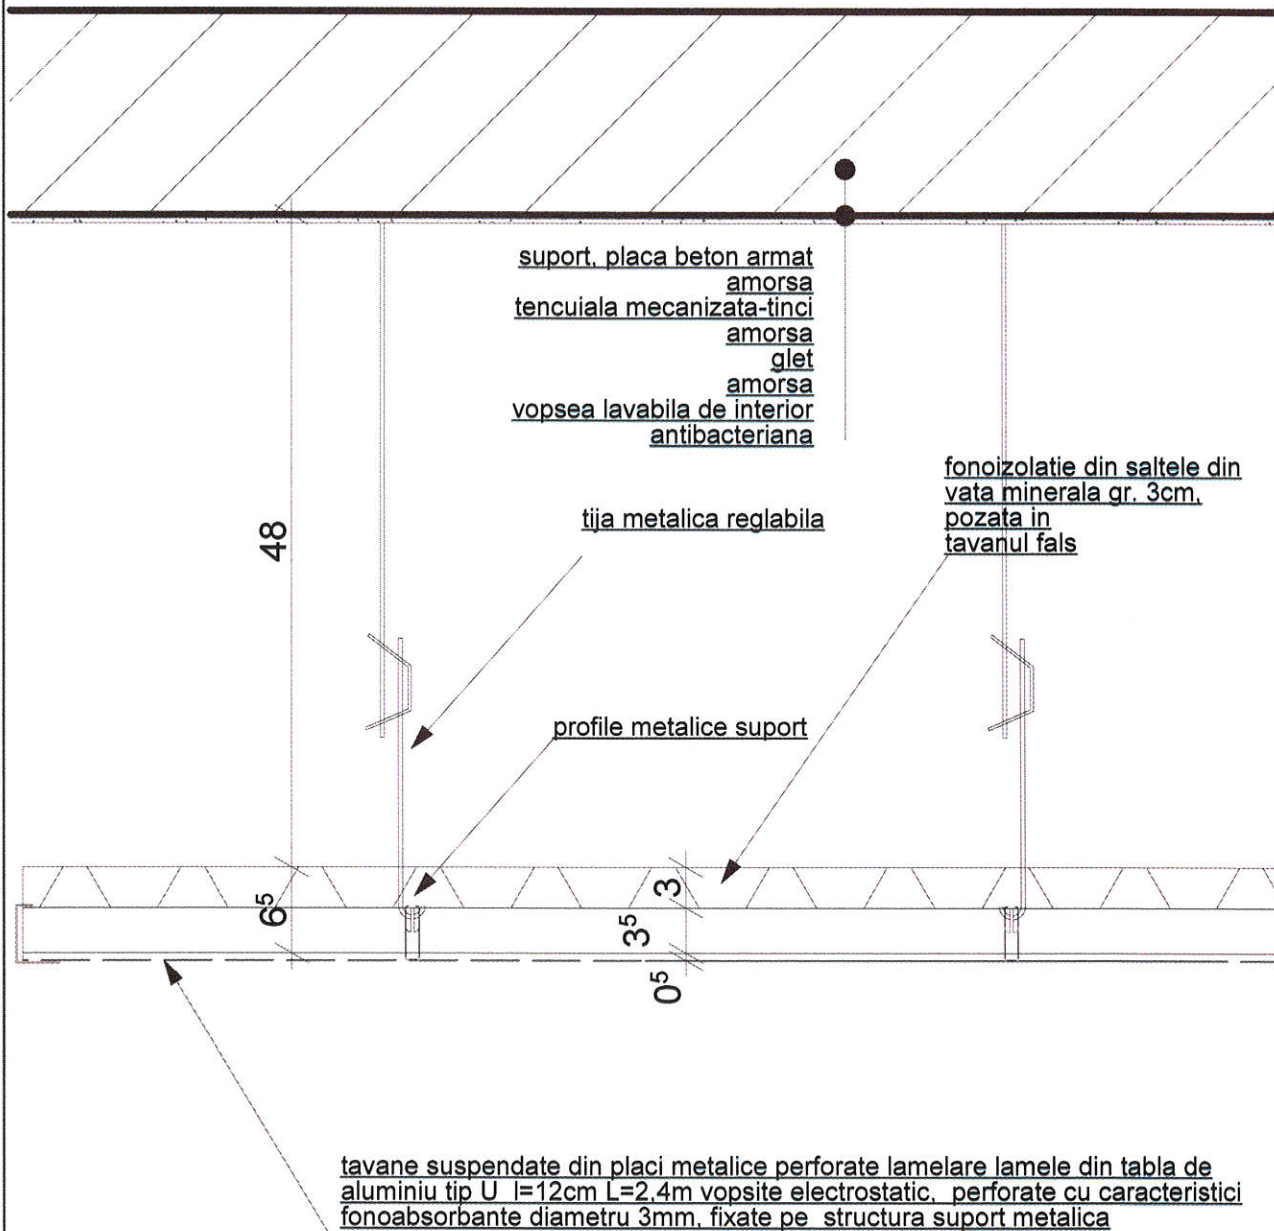 suport, placa beton armat
amorsa
tencuiala mecanizata-tinci
amorsa
glet
amorsa
vopsea lavabila de interior
antibacteriana
fonoizolatie din saltele din
vata minerala gr. 3cm,
pozata in
tavanul fals
tija metalica reglabila
48
profile metalice suport
6⁵
3
3⁵
0⁵
tavane suspendate din placi metalice perforate lamelare lamele din tabla de
aluminiu tip U l=12cm L=2,4m vopsite electrostatic, perforate cu caracteristici
fonoabsorbante diametru 3mm, fixate pe structura suport metalica